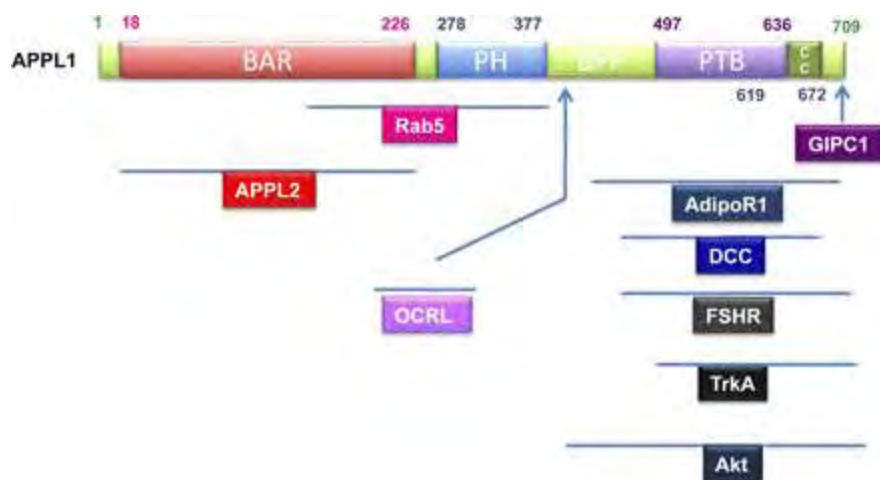 1 18 226 278 377 497 636 709
APPL1 BAR PH BPP PTB CC
619 672
Rab5
GIPC1
APPL2
AdipoR1
DCC
OCRL
FSHR
TrkA
Akt